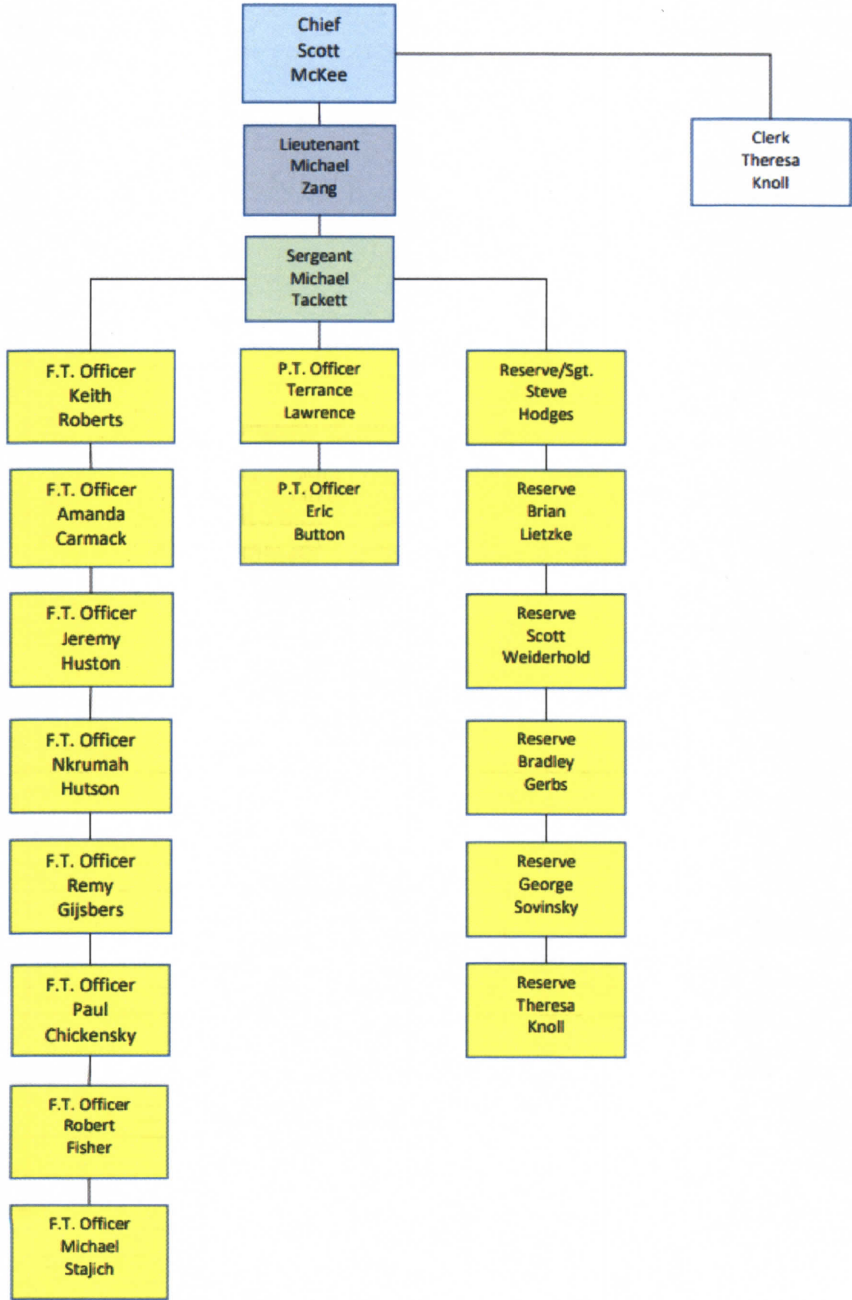 Chief
Scott
McKee
Clerk
Theresa
Knoll
Lieutenant
Michael
Zang
Sergeant
Michael
Tackett
F.T. Officer
Keith
Roberts
F.T. Officer
Amanda
Carmack
F.T. Officer
Jeremy
Huston
F.T. Officer
Nkrumah
Hutson
F.T. Officer
Remy
Gijsbers
F.T. Officer
Paul
Chickensky
F.T. Officer
Robert
Fisher
F.T. Officer
Michael
Stajich
P.T. Officer
Terrance
Lawrence
P.T. Officer
Eric
Button
Reserve/Sgt.
Steve
Hodges
Reserve
Brian
Lietzke
Reserve
Scott
Weiderhold
Reserve
Bradley
Gerbs
Reserve
George
Sovinsky
Reserve
Theresa
Knoll